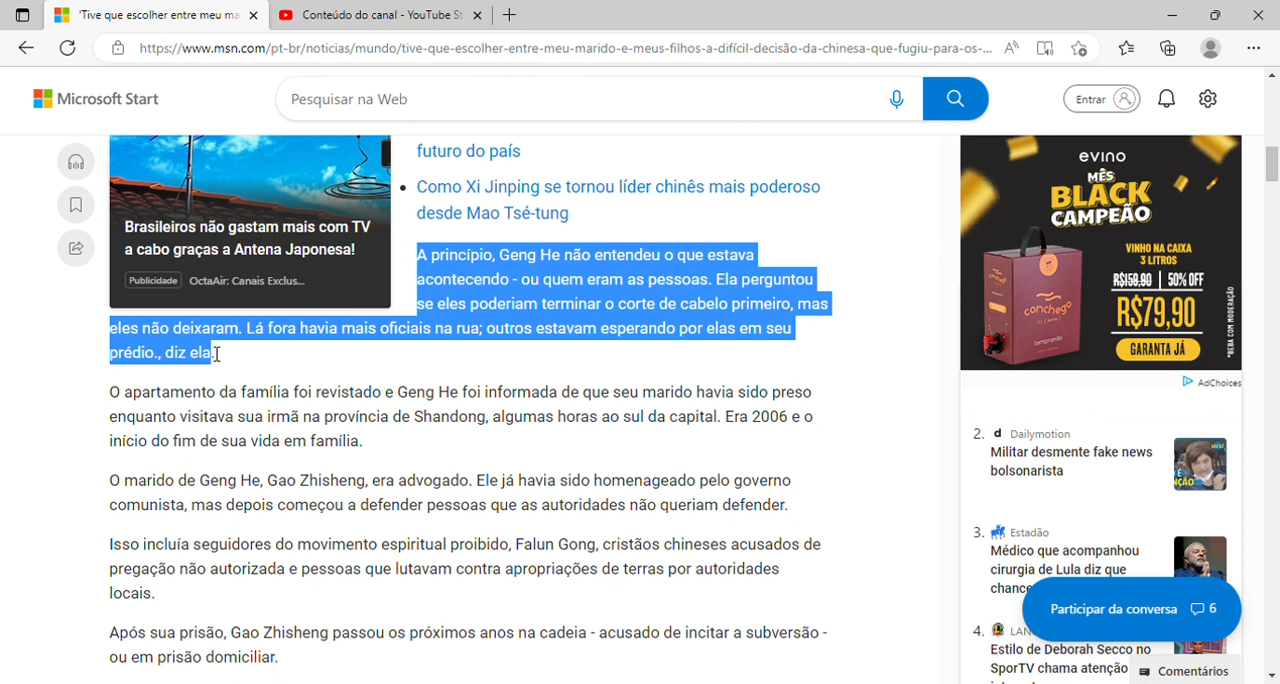 'Tive que escolher entre meu ma
Conteúdo do canal - YouTube St
https://www.msn.com/pt-br/noticias/mundo/tive-que-escolher-entre-meu-marido-e-meus-filhos-a-difícil-decisão-da-chinesa-que-fugiu-para-os-...
Microsoft Start
Pesquisar na Web
Entrar
futuro do país
Como Xi Jinping se tornou líder chinês mais poderoso
desde Mao Tsé-tung
Brasileiros não gastam mais com TV
a cabo graças a Antena Japonesa!
Publicidade OctaAir: Canais Exclus...
A princípio, Geng He não entendeu o que estava
acontecendo - ou quem eram as pessoas. Ela perguntou
se eles poderiam terminar o corte de cabelo primeiro, mas
eles não deixaram. Lá fora havia mais oficiais na rua; outros estavam esperando por elas em seu
prédio., diz ela.
O apartamento da família foi revistado e Geng He foi informada de que seu marido havia sido preso
enquanto visitava sua irmã na província de Shandong, algumas horas ao sul da capital. Era 2006 e o
início do fim de sua vida em família.
O marido de Geng He, Gao Zhisheng, era advogado. Ele já havia sido homenageado pelo governo
comunista, mas depois começou a defender pessoas que as autoridades não queriam defender.
Isso incluía seguidores do movimento espiritual proibido, Falun Gong, cristãos chineses acusados de
pregação não autorizada e pessoas que lutavam contra apropriações de terras por autoridades
locais.
Após sua prisão, Gao Zhisheng passou os próximos anos na cadeia - acusado de incitar a subversão -
ou em prisão domiciliar.
evino
MÊS
BLACK
CAMPEÃO
VINHO NA CAIXA
3 LITROS
R$159,90 50% OFF
R$79,90
GARANTA JÁ
*BEBA COM MODERAÇÃO
conchego
tempranillo
AdChoices
2. d Dailymotion
Militar desmente fake news
bolsonarista
3. Estadão
Médico que acompanhou
cirurgia de Lula diz que
chance
Participar da conversa 6
4. LAN
Estilo de Deborah Secco no
SporTV chama atenção
Comentários